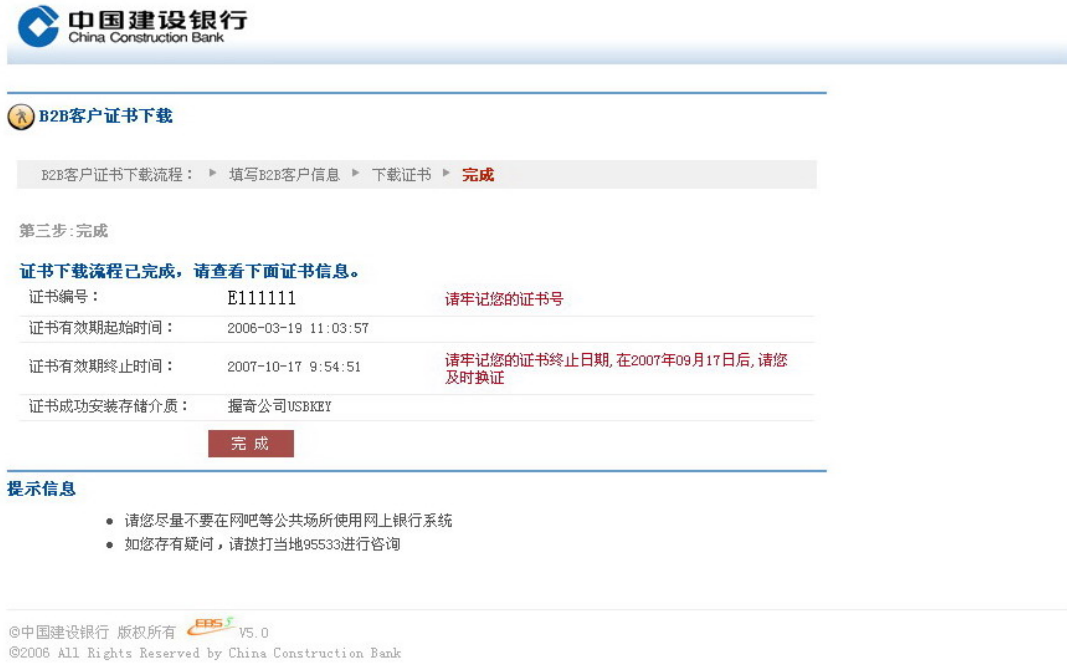 中国建设银行
China Construction Bank
B2B客户证书下载
B2B客户证书下载流程： 填写B2B客户信息 下载证书 完成
第三步:完成
证书下载流程已完成，请查看下面证书信息。
证书编号： E111111 请牢记您的证书号
证书有效期起始时间： 2006-03-19 11:03:57
证书有效期终止时间： 2007-10-17 9:54:51 请牢记您的证书终止日期,在2007年09月17日后,请您
及时换证
证书成功安装存储介质： 握奇公司USBKEY
完 成
提示信息
请您尽量不要在网吧等公共场所使用网上银行系统
如您存有疑问，请拨打当地95533进行咨询
©中国建设银行 版权所有 EBS5 V5.0
©2006 All Rights Reserved by China Construction Bank